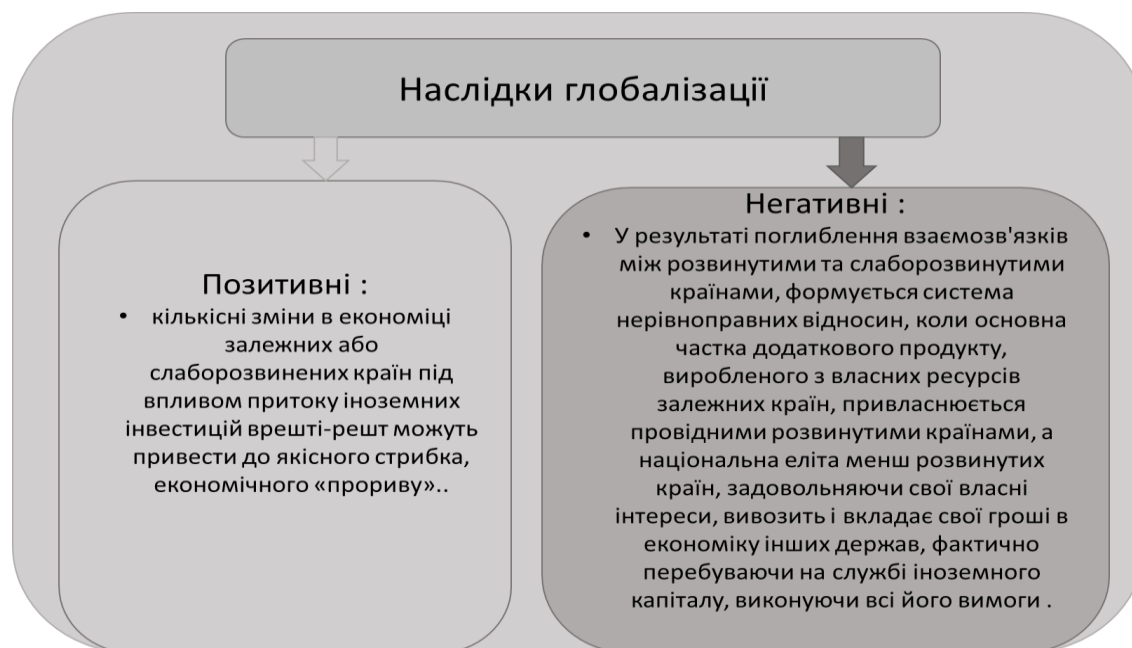 Наслідки глобалізації
Позитивні :
• кількісні зміни в економіці
залежних або
слаборозвинених країн під
впливом притоку іноземних
інвестицій врешті-решт можуть
привести до якісного стрибка,
економічного «прориву»..
Негативні :
• У результаті поглиблення взаємозв'язків
між розвинутими та слаборозвинутими
країнами, формується система
нерівноправних відносин, коли основна
частка додаткового продукту,
виробленого з власних ресурсів
залежних країн, привласнюється
провідними розвинутими країнами, а
національна еліта менш розвинутих
країн, задовольняючи свої власні
інтереси, вивозить і вкладає свої гроші в
економіку інших держав, фактично
перебуваючи на службі іноземного
капіталу, виконуючи всі його вимоги .